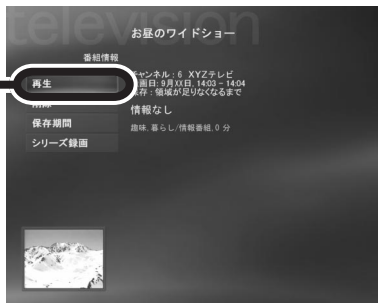 television
お昼のワイドショー
番組情報
再生
削除
保存期間
シリーズ録画
チャンネル : 6 XYZテレビ
録画日: 9月XX日, 14:03 - 14:04
保存 : 領域が足りなくなるまで
情報なし
趣味. 暮らし/情報番組, 0 分